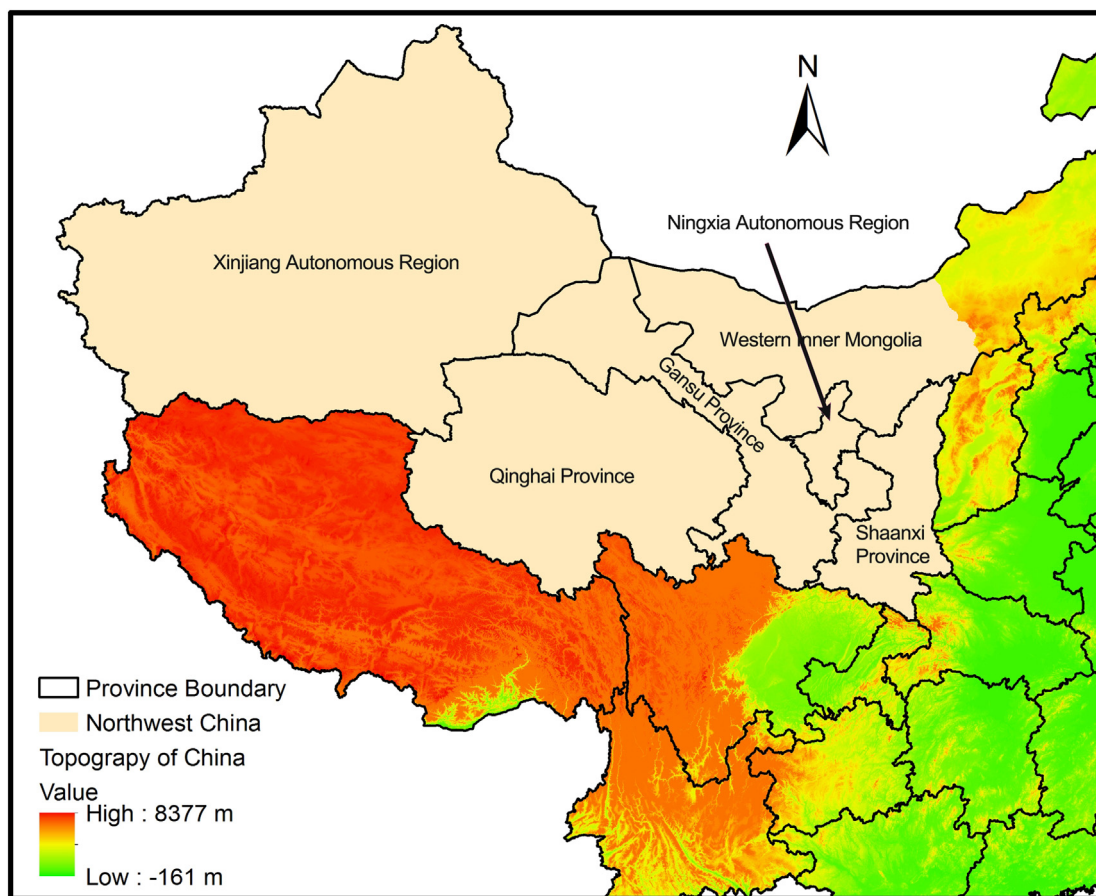 N
Ningxia Autonomous Region
Xinjiang Autonomous Region
Western Inner Mongolia
Gansu Province
Qinghai Province
Shaanxi
Province
Province Boundary
Northwest China
Topograpy of China
Value
High : 8377 m
Low : -161 m